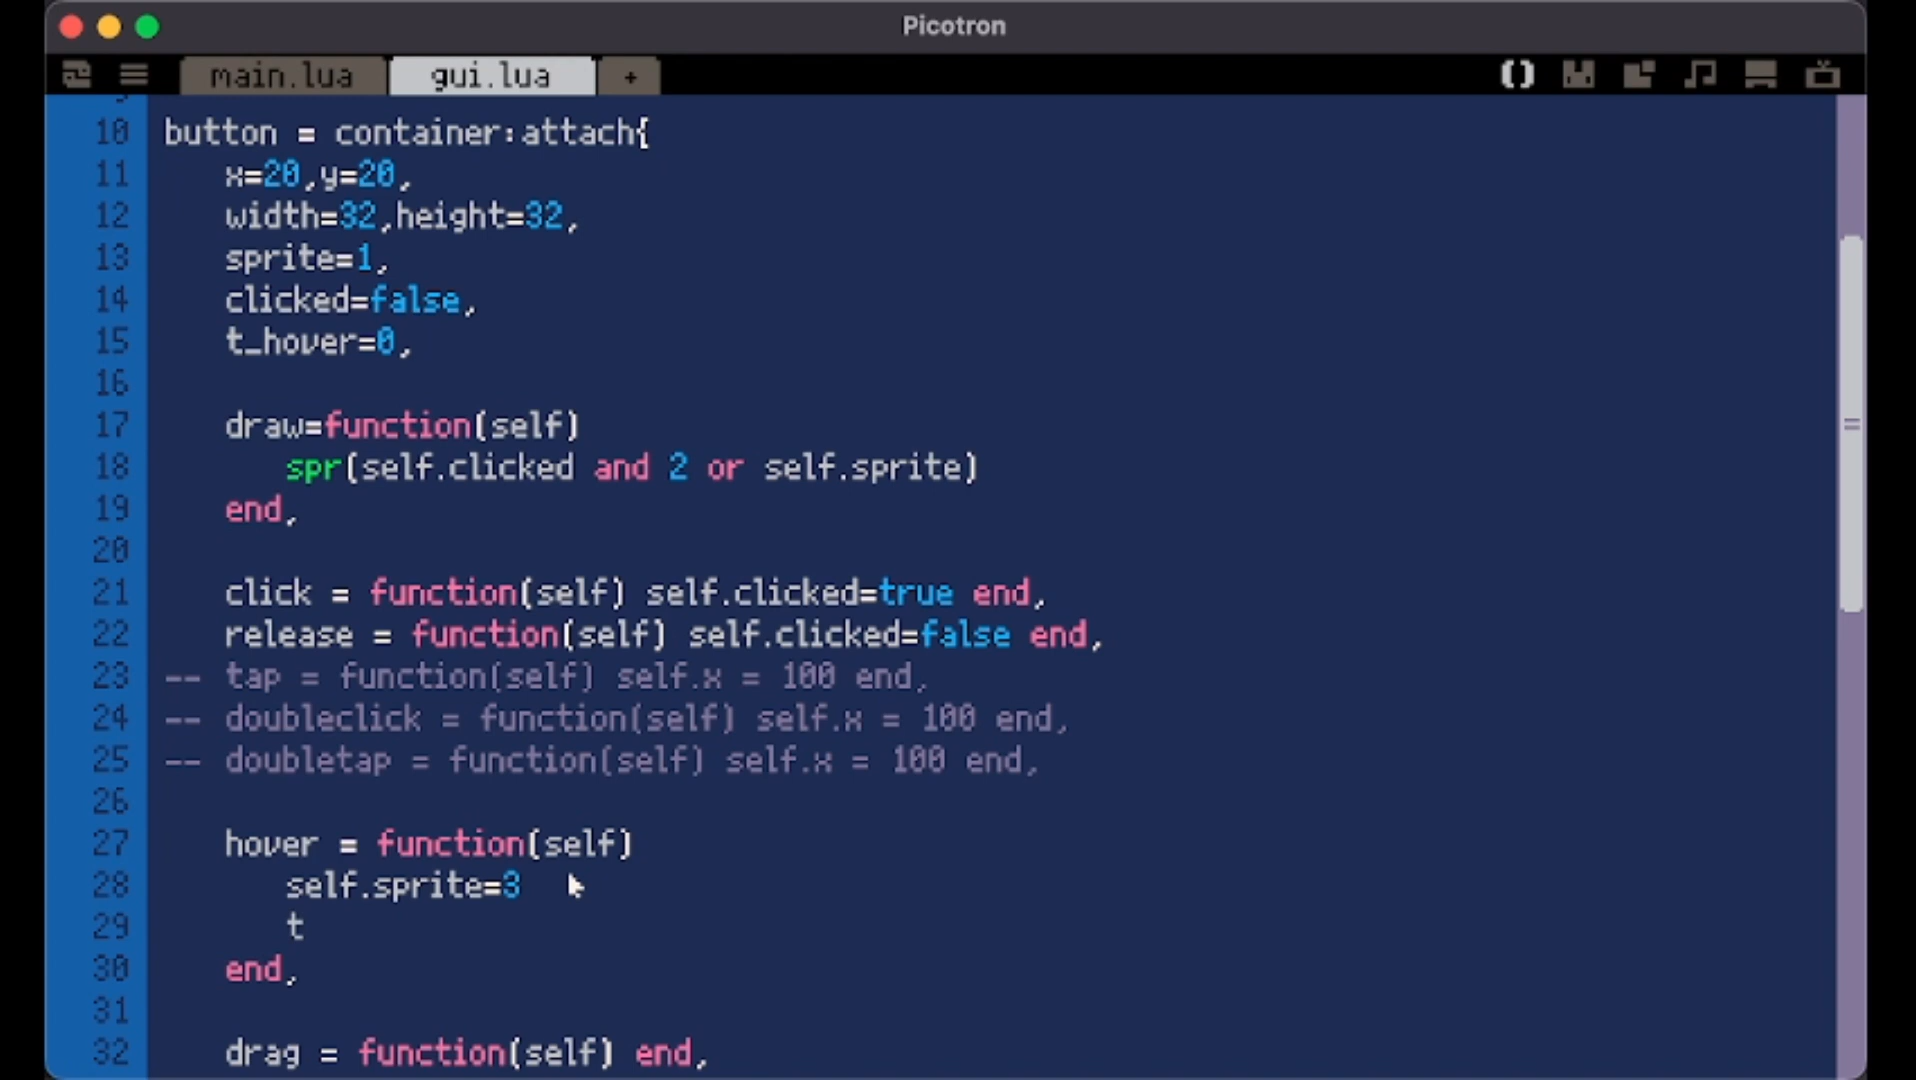 Picotron
main.lua gui.lua +
10 button = container:attach{
11 x=20,y=20,
12 width=32,height=32,
13 sprite=1,
14 clicked=false,
15 t_hover=0,
16
17 draw=function(self)
18 spr(self.clicked and 2 or self.sprite)
19 end,
20
21 click = function(self) self.clicked=true end,
22 release = function(self) self.clicked=false end,
23 -- tap = function(self) self.x = 100 end,
24 -- doubleclick = function(self) self.x = 100 end,
25 -- doubletap = function(self) self.x = 100 end,
26
27 hover = function(self)
28 self.sprite=3
29 t
30 end,
31
32 drag = function(self) end,